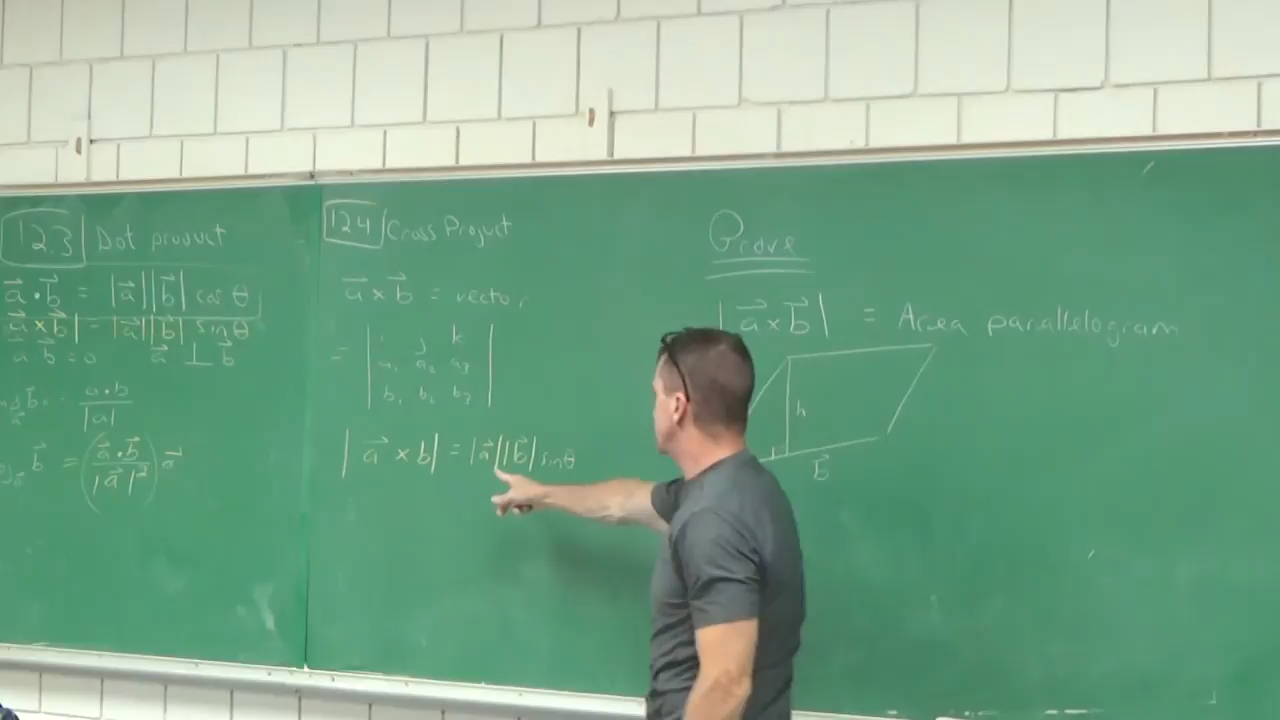 12.3 Dot product
a⃗ · b⃗ = |a⃗||b⃗| cos θ
a⃗ × b⃗| = |a⃗||b⃗| sin θ
a b = 0 a⃗ ⊥ b⃗
b⃗ = a·b / |a|
b⃗ = (a⃗·b⃗ / |a⃗|²) a⃗
12.4 Cross Product
a⃗ × b⃗ = vector
= | i j k
a₁ a₂ a₃
b₁ b₂ b₃ |
| a⃗ × b| = |a⃗||b⃗| sin θ
Prove
| a⃗ × b⃗ | = Area parallelogram
h
b⃗